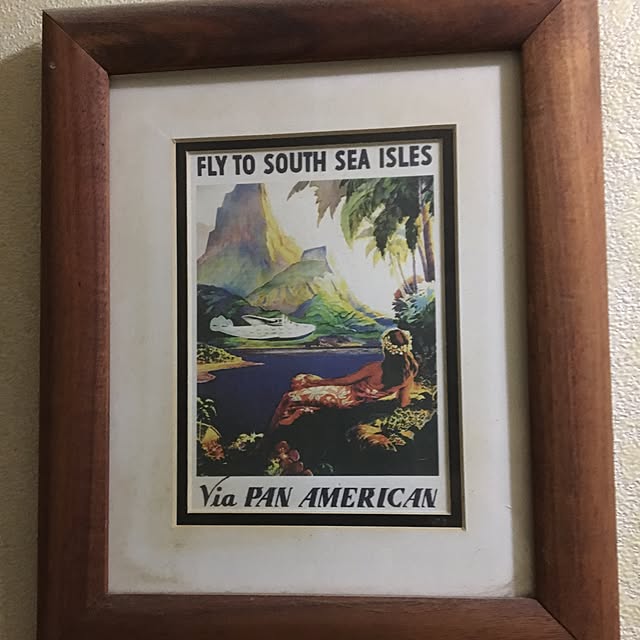 FLY TO SOUTH SEA ISLES
Via PAN AMERICAN